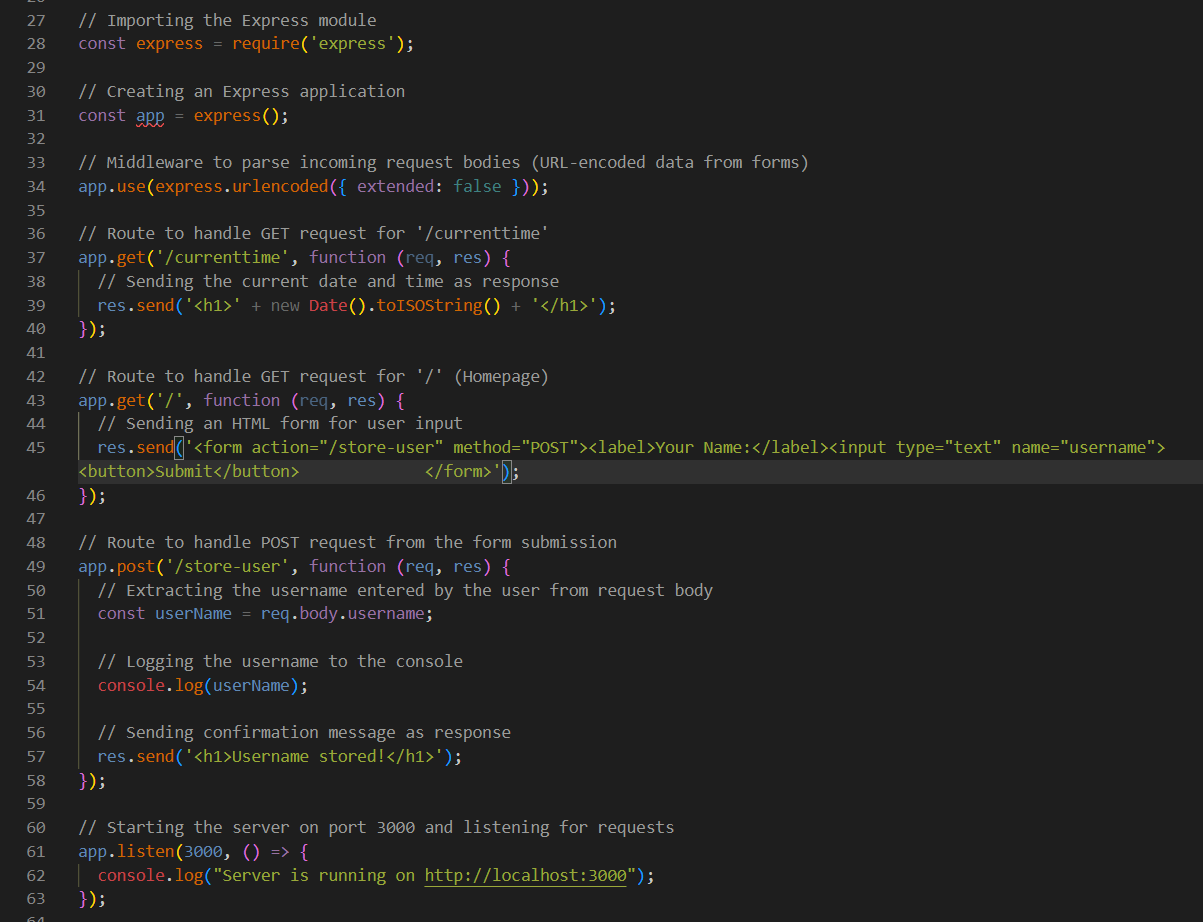 27 // Importing the Express module
28 const express = require('express');
29
30 // Creating an Express application
31 const app = express();
32
33 // Middleware to parse incoming request bodies (URL-encoded data from forms)
34 app.use(express.urlencoded({ extended: false }));
35
36 // Route to handle GET request for '/currenttime'
37 app.get('/currenttime', function (req, res) {
38   // Sending the current date and time as response
39   res.send('<h1>' + new Date().toISOString() + '</h1>');
40 });
41
42 // Route to handle GET request for '/' (Homepage)
43 app.get('/', function (req, res) {
44   // Sending an HTML form for user input
45   res.send('<form action="/store-user" method="POST"><label>Your Name:</label><input type="text" name="username">
<button>Submit</button>             </form>');
46 });
47
48 // Route to handle POST request from the form submission
49 app.post('/store-user', function (req, res) {
50   // Extracting the username entered by the user from request body
51   const userName = req.body.username;
52
53   // Logging the username to the console
54   console.log(userName);
55
56   // Sending confirmation message as response
57   res.send('<h1>Username stored!</h1>');
58 });
59
60 // Starting the server on port 3000 and listening for requests
61 app.listen(3000, () => {
62   console.log("Server is running on http://localhost:3000");
63 });